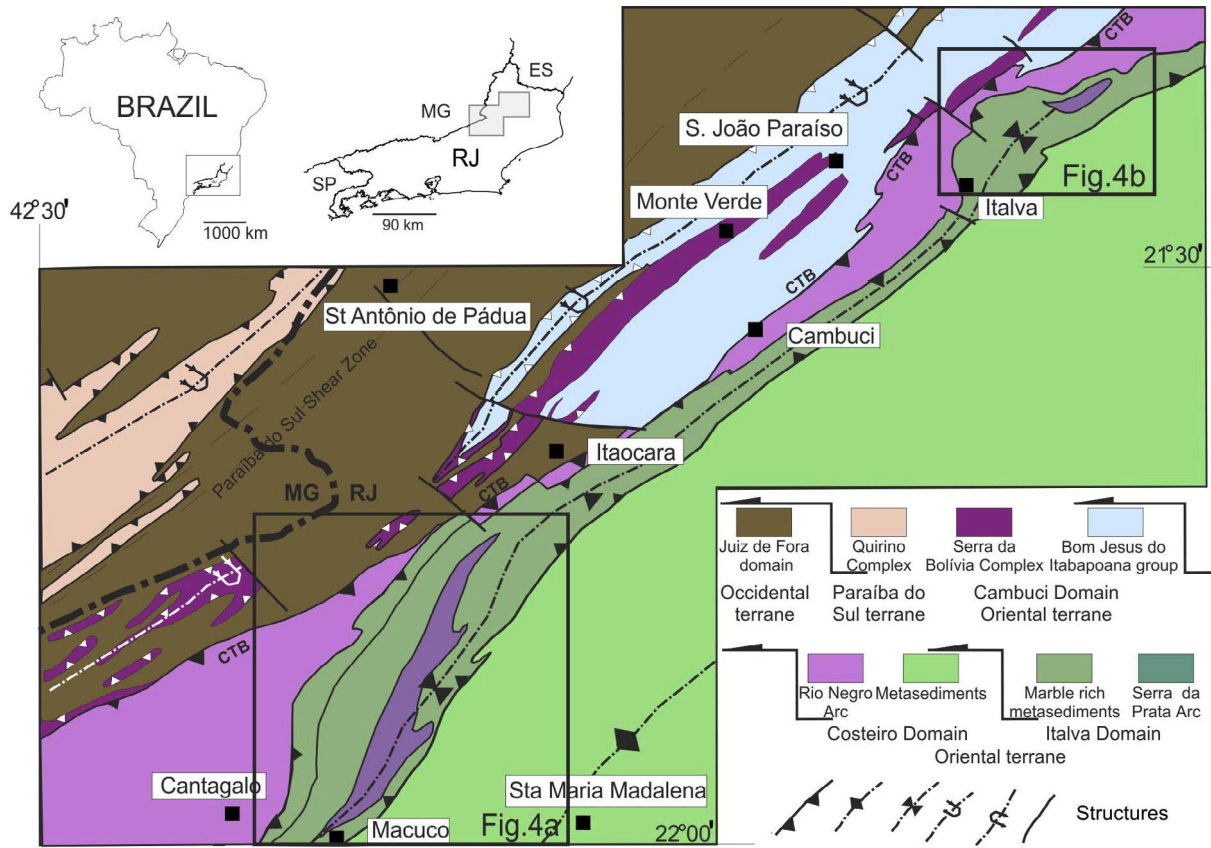 BRAZIL
1000 km
ES
MG
RJ
SP
90 km
42°30'
21°30'
22°00'
CTB
CTB
CTB
CTB
CTB
S. João Paraíso
Monte Verde
Fig.4b
Italva
St Antônio de Pádua
Cambuci
Paraíba do Sul Shear Zone
MG RJ
Itaocara
Cantagalo
Macuco
Fig.4a
Sta Maria Madalena
Juiz de Fora
domain
Quirino
Complex
Serra da
Bolívia Complex
Bom Jesus do
Itabapoana group
Occidental
terrane
Paraíba do
Sul terrane
Cambuci Domain
Oriental terrane
Rio Negro
Arc
Metasediments
Marble rich
metasediments
Serra da
Prata Arc
Costeiro Domain
Italva Domain
Oriental terrane
Structures